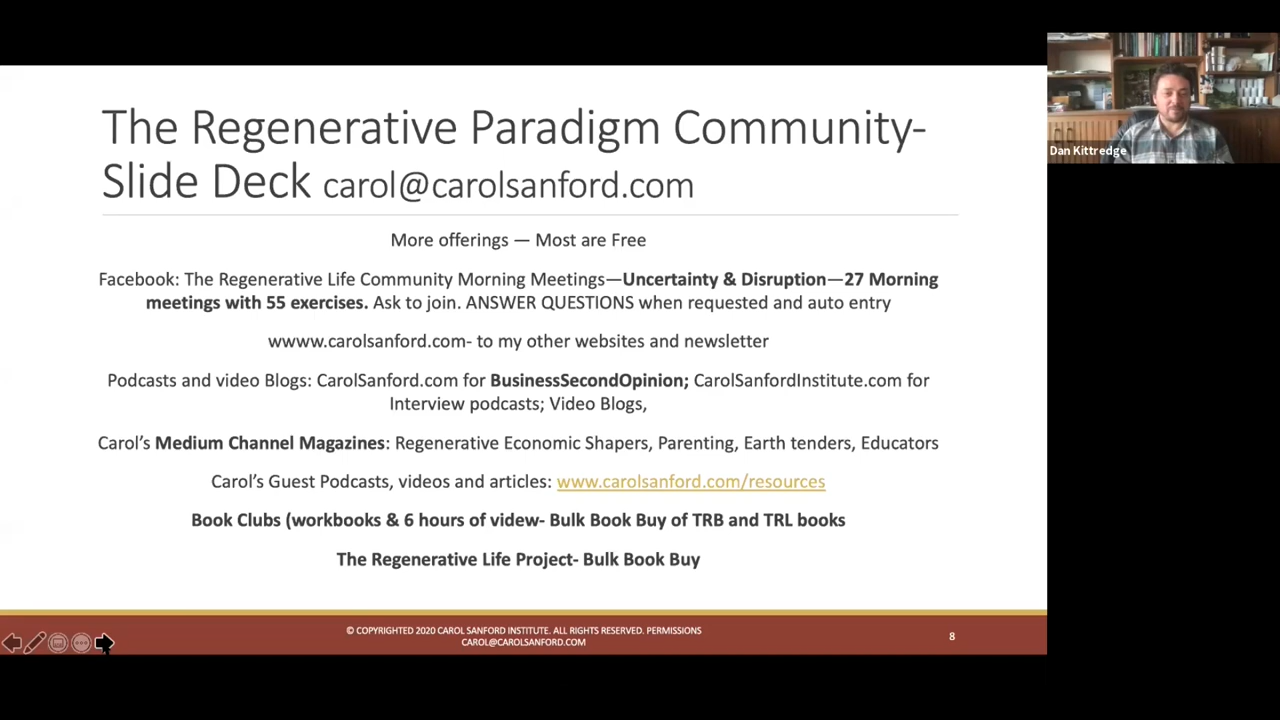 The Regenerative Paradigm Community-
Slide Deck carol@carolsanford.com
More offerings — Most are Free
Facebook: The Regenerative Life Community Morning Meetings—Uncertainty & Disruption—27 Morning
meetings with 55 exercises. Ask to join. ANSWER QUESTIONS when requested and auto entry
wwww.carolsanford.com- to my other websites and newsletter
Podcasts and video Blogs: CarolSanford.com for BusinessSecondOpinion; CarolSanfordInstitute.com for
Interview podcasts; Video Blogs,
Carol’s Medium Channel Magazines: Regenerative Economic Shapers, Parenting, Earth tenders, Educators
Carol’s Guest Podcasts, videos and articles: www.carolsanford.com/resources
Book Clubs (workbooks & 6 hours of videw- Bulk Book Buy of TRB and TRL books
The Regenerative Life Project- Bulk Book Buy
© COPYRIGHTED 2020 CAROL SANFORD INSTITUTE. ALL RIGHTS RESERVED. PERMISSIONS
CAROL@CAROLSANFORD.COM
8
Dan Kittredge